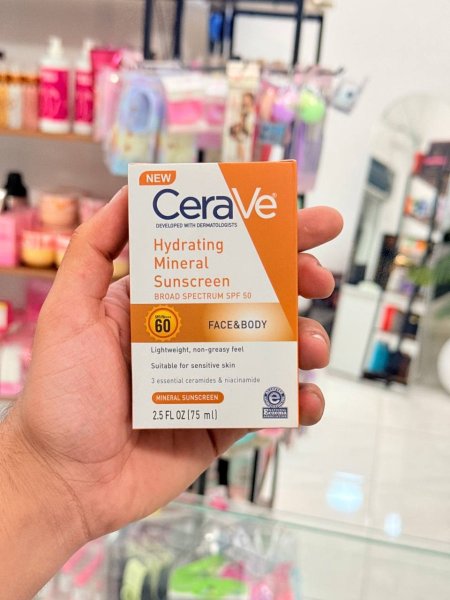 NEW
CeraVe®
DEVELOPED WITH DERMATOLOGISTS
Hydrating
Mineral
Sunscreen
BROAD SPECTRUM SPF 50
60
FACE&BODY
Lightweight, non-greasy feel
Suitable for sensitive skin
3 essential ceramides & niacinamide
MINERAL SUNSCREEN
2.5 FL OZ (75 ml)